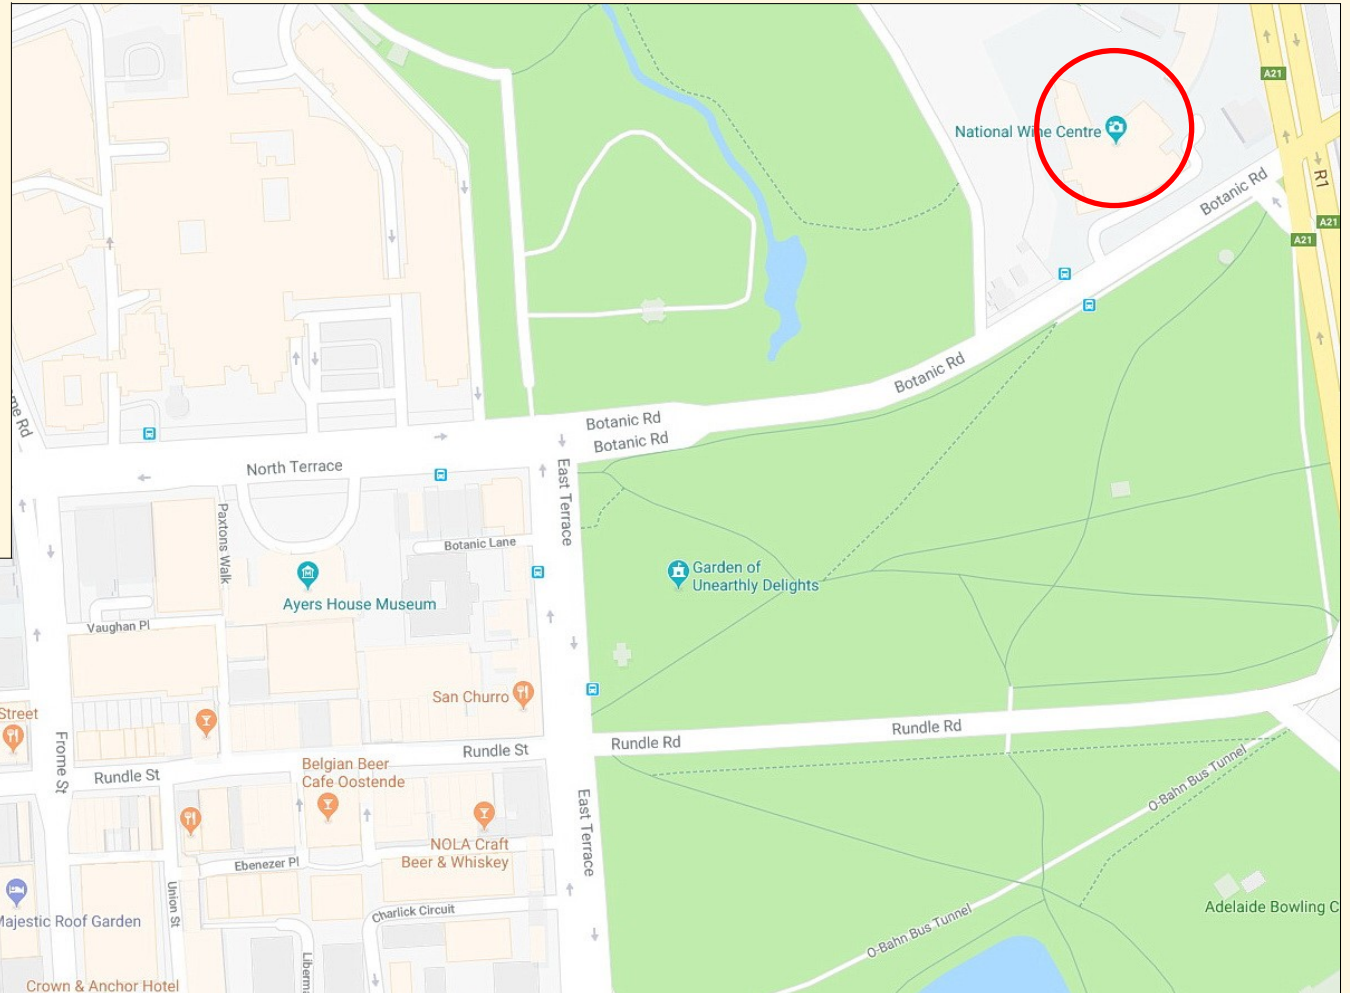 A21
National Wine Centre
Botanic Rd
R1
A21
A21
Botanic Rd
Botanic Rd
Botanic Rd
North Terrace
East Terrace
Paxtons Walk
Botanic Lane
Garden of
Unearthly Delights
Ayers House Museum
Vaughan Pl
San Churro
Street
Frome St
Rundle St
Rundle Rd
Rundle Rd
Rundle St
Belgian Beer
Cafe Oostende
O-Bahn Bus Tunnel
East Terrace
NOLA Craft
Beer & Whiskey
Ebenezer Pl
Union St
Charlick Circuit
Majestic Roof Garden
Adelaide Bowling C
O-Bahn Bus Tunnel
Liberma
Crown & Anchor Hotel